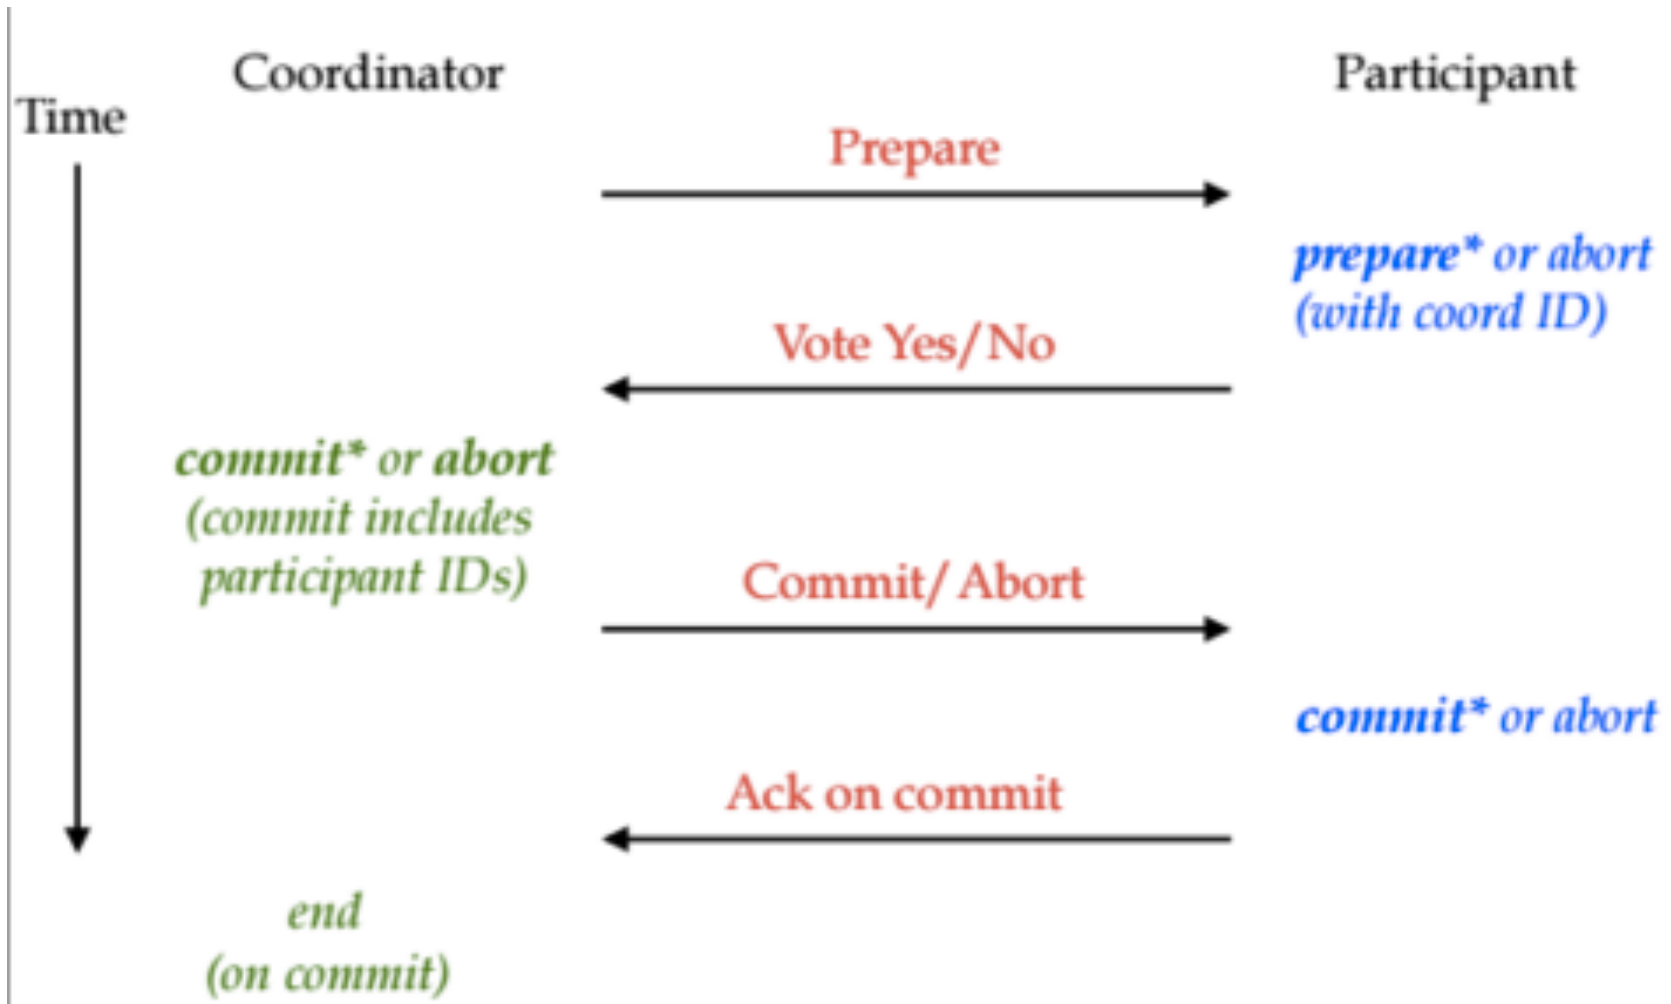 Coordinator
Participant
Time
Prepare
prepare* or abort
(with coord ID)
Vote Yes/No
commit* or abort
(commit includes
participant IDs)
Commit/Abort
commit* or abort
Ack on commit
end
(on commit)